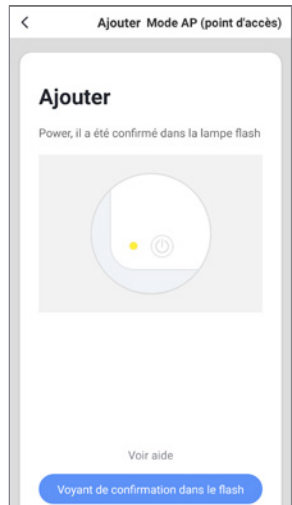 Ajouter Mode AP (point d'accès)
Ajouter
Power, il a été confirmé dans la lampe flash
Voir aide
Voyant de confirmation dans le flash